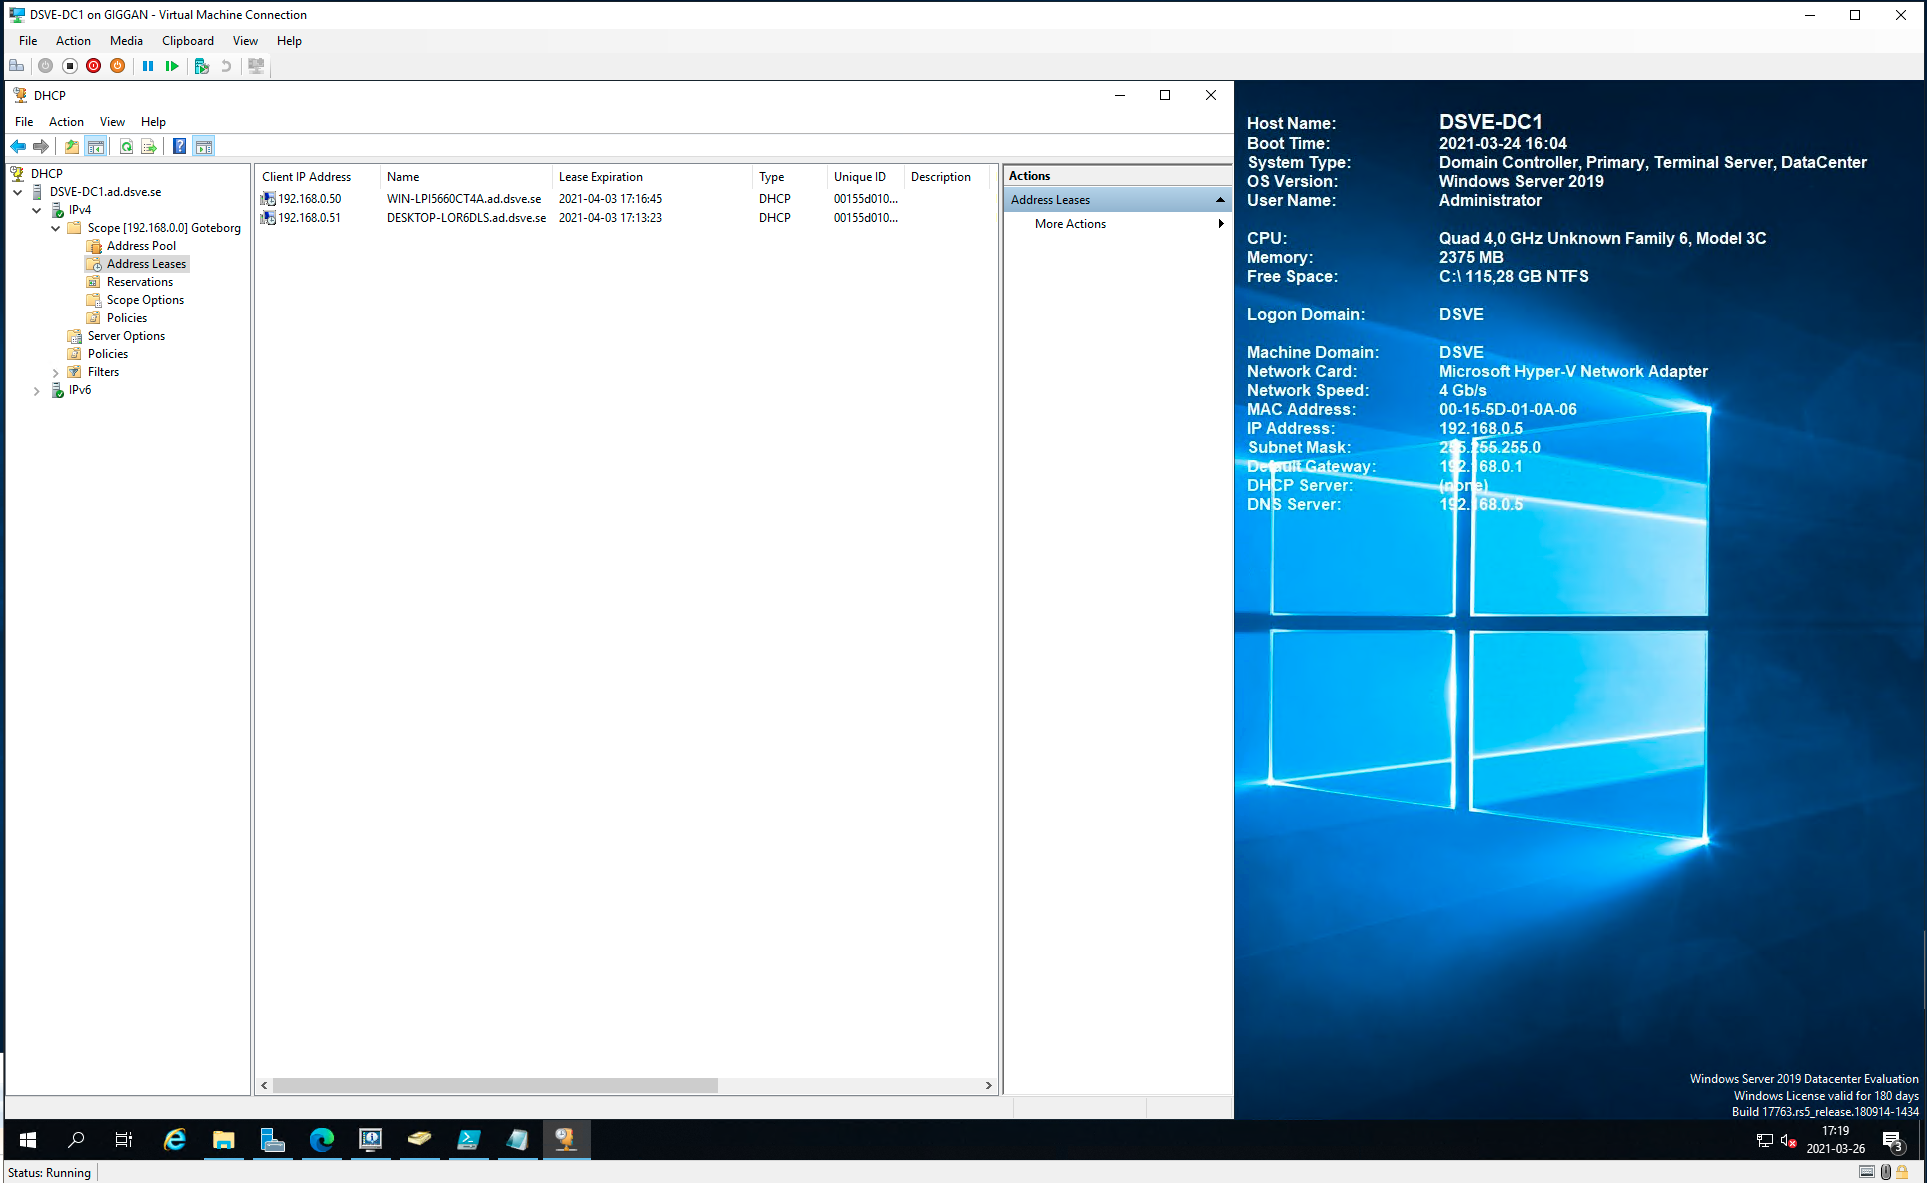 DSVE-DC1 on GIGGAN - Virtual Machine Connection
File Action Media Clipboard View Help
DHCP
File Action View Help
DHCP
DSVE-DC1.ad.dsve.se
IPv4
Scope [192.168.0.0] Goteborg
Address Pool
Address Leases
Reservations
Scope Options
Policies
Server Options
Policies
Filters
IPv6
Client IP Address Name Lease Expiration Type Unique ID Description
192.168.0.50 WIN-LPI5660CT4A.ad.dsve.se 2021-04-03 17:16:45 DHCP 00155d010...
192.168.0.51 DESKTOP-LOR6DLS.ad.dsve.se 2021-04-03 17:13:23 DHCP 00155d010...
Actions
Address Leases
More Actions
Host Name: DSVE-DC1
Boot Time: 2021-03-24 16:04
System Type: Domain Controller, Primary, Terminal Server, DataCenter
OS Version: Windows Server 2019
User Name: Administrator
CPU: Quad 4,0 GHz Unknown Family 6, Model 3C
Memory: 2375 MB
Free Space: C:\ 115,28 GB NTFS
Logon Domain: DSVE
Machine Domain: DSVE
Network Card: Microsoft Hyper-V Network Adapter
Network Speed: 4 Gb/s
MAC Address: 00-15-5D-01-0A-06
IP Address: 192.168.0.5
Subnet Mask: 255.255.255.0
Default Gateway: 192.168.0.1
DHCP Server: (none)
DNS Server: 192.168.0.5
Windows Server 2019 Datacenter Evaluation
Windows License valid for 180 days
Build 17763.rs5_release.180914-1434
17:19
2021-03-26
3
Status: Running